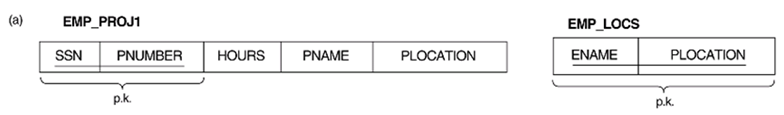 (a) EMP_PROJ1
SSN PNUMBER HOURS PNAME PLOCATION
p.k.
EMP_LOCS
ENAME PLOCATION
p.k.